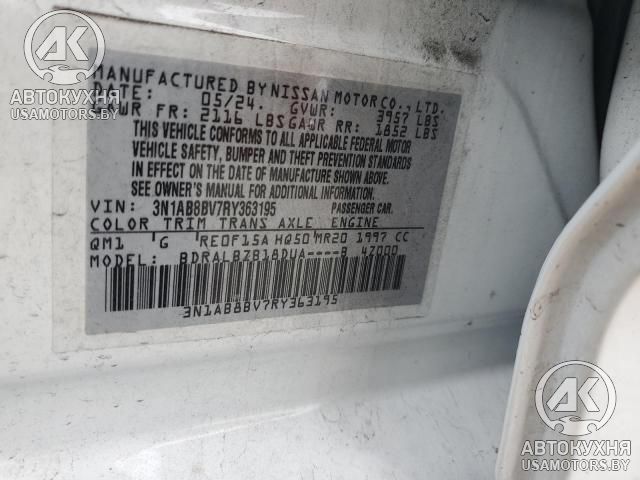 MANUFACTURED BY NISSAN MOTOR CO., LTD.
DATE: 05/24. GVWR: 3957 LBS
GAWR FR: 2116 LBS GAWR RR: 1852 LBS
THIS VEHICLE CONFORMS TO ALL APPLICABLE FEDERAL MOTOR
VEHICLE SAFETY, BUMPER AND THEFT PREVENTION STANDARDS
IN EFFECT ON THE DATE OF MANUFACTURE SHOWN ABOVE.
SEE OWNER'S MANUAL FOR ADDITIONAL INFORMATION.
VIN: 3N1AB8BV7RY363195 PASSENGER CAR.
COLOR TRIM TRANS AXLE ENGINE
QM1 G RE0F15A HQ50 MR20 1997 CC
MODEL: BDRALBZB18DUA----B 47000
3N1AB8BV7RY363195
AK
АВТОКУХНЯ
USAMOTORS.BY
AK
АВТОКУХНЯ
USAMOTORS.BY